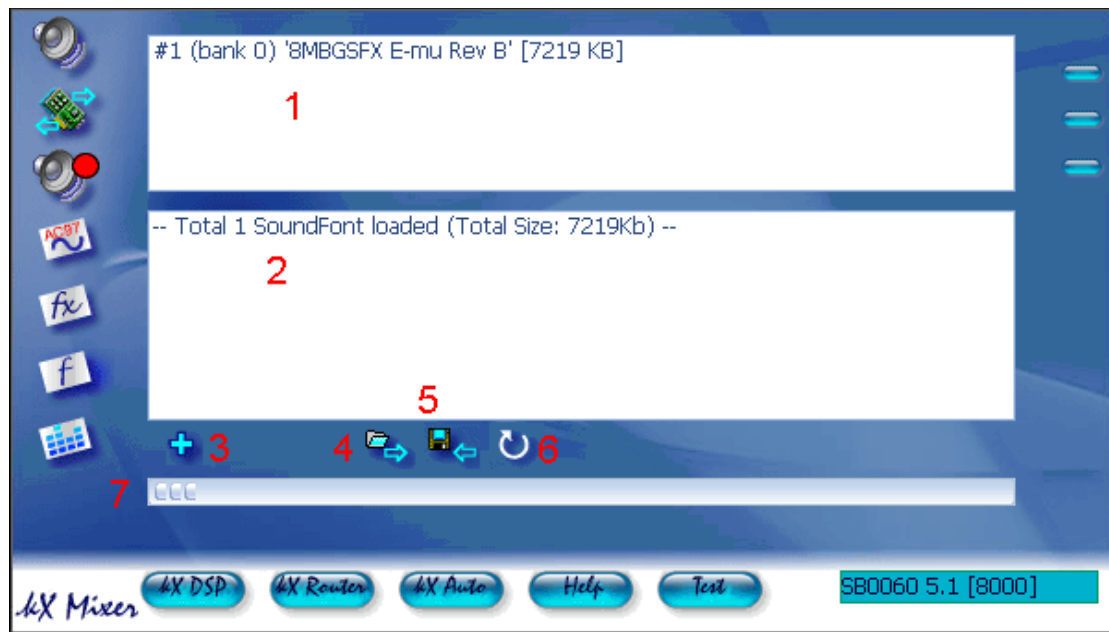 #1 (bank 0) '8MBGSFX E-mu Rev B' [7219 KB]
1
-- Total 1 SoundFont loaded (Total Size: 7219Kb) --
2
AC97
fx
f
5
3
4
6
7
kX Mixer
kX DSP
kX Router
kX Auto
Help
Test
SB0060 5.1 [8000]